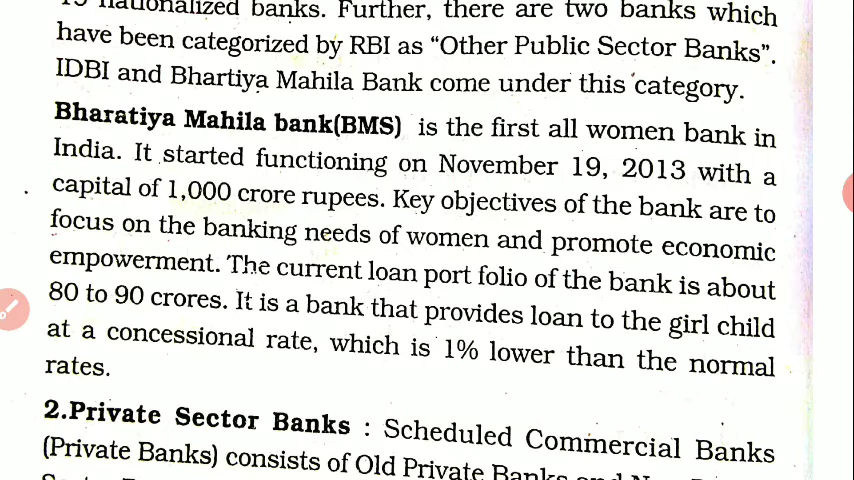 nationalized banks. Further, there are two banks which
have been categorized by RBI as “Other Public Sector Banks”.
IDBI and Bhartiya Mahila Bank come under this category.
Bharatiya Mahila bank(BMS) is the first all women bank in
India. It started functioning on November 19, 2013 with a
capital of 1,000 crore rupees. Key objectives of the bank are to
focus on the banking needs of women and promote economic
empowerment. The current loan port folio of the bank is about
80 to 90 crores. It is a bank that provides loan to the girl child
at a concessional rate, which is 1% lower than the normal
rates.
2.Private Sector Banks : Scheduled Commercial Banks
(Private Banks) consists of Old Private Banks and